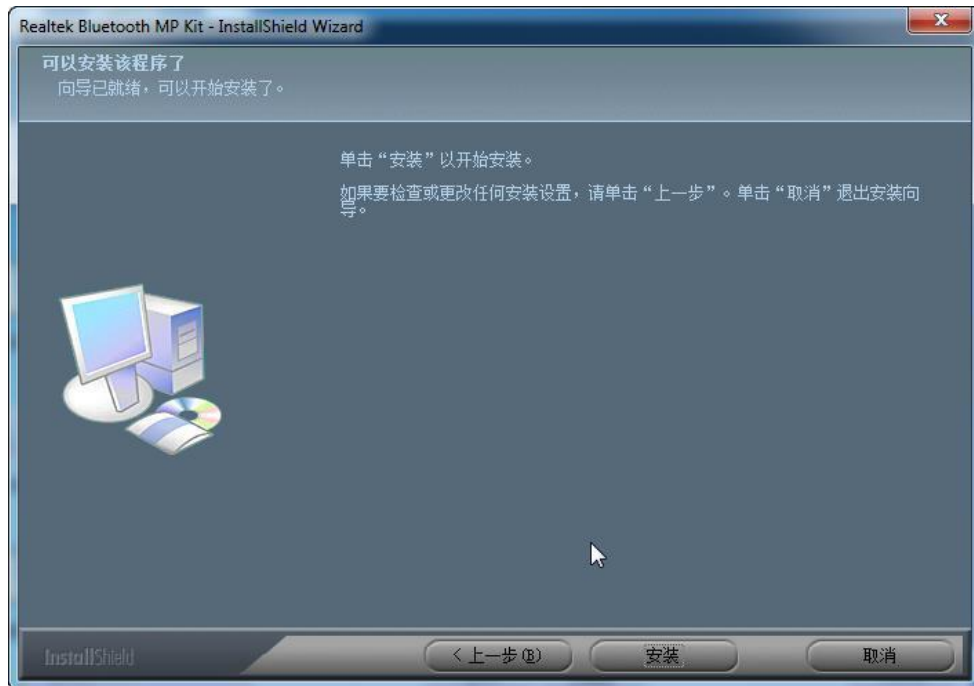 Realtek Bluetooth MP Kit - InstallShield Wizard
可以安装该程序了
向导已就绪,可以开始安装了。
单击“安装”以开始安装。
如果要检查或更改任何安装设置,请单击“上一步”。单击“取消”退出安装向
导。
InstallShield
< 上一步(B)
安装
取消